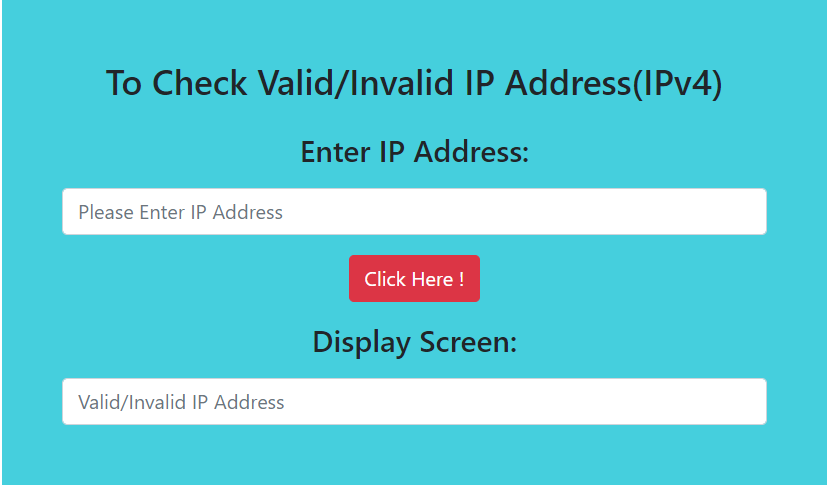 To Check Valid/Invalid IP Address(IPv4)
Enter IP Address:
Please Enter IP Address
Click Here !
Display Screen:
Valid/Invalid IP Address